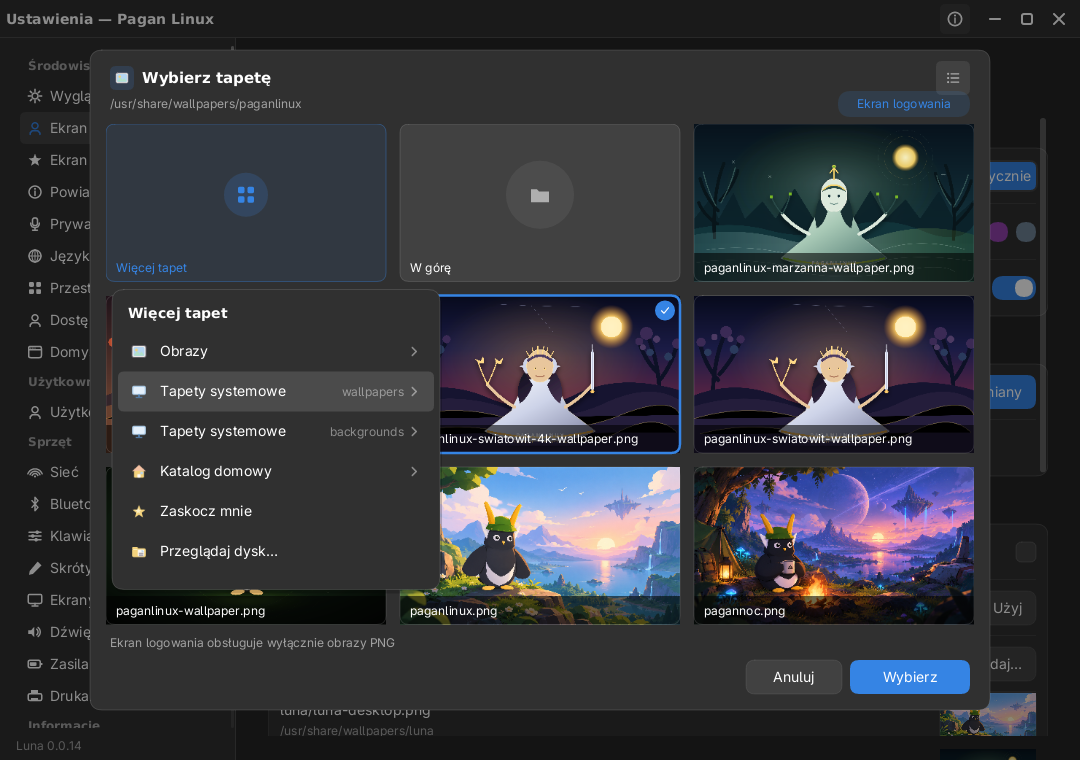 Ustawienia — Pagan Linux
Środowis
Wyglą
Ekran
Ekran
Powia
Prywa
Język
Przest
Dostę
Domy
Użytkown
Użytko
Sprzęt
Sieć
Blueto
Klawia
Skróty
Ekrany
Dźwię
Zasila
Druka
Informacje
Luna 0.0.14
Wybierz tapetę
/usr/share/wallpapers/paganlinux
Ekran logowania
Więcej tapet
W górę
paganlinux-marzanna-wallpaper.png
Więcej tapet
Obrazy
Tapety systemowe wallpapers
Tapety systemowe backgrounds
Katalog domowy
Zaskocz mnie
Przeglądaj dysk...
nlinux-swiatowit-4k-wallpaper.png
paganlinux-swiatowit-wallpaper.png
paganlinux-wallpaper.png
paganlinux.png
pagannoc.png
Ekran logowania obsługuje wyłącznie obrazy PNG
Anuluj
Wybierz
ycznie
niany
Użyj
daj...
luna/luna-desktop.png
/usr/share/wallpapers/luna